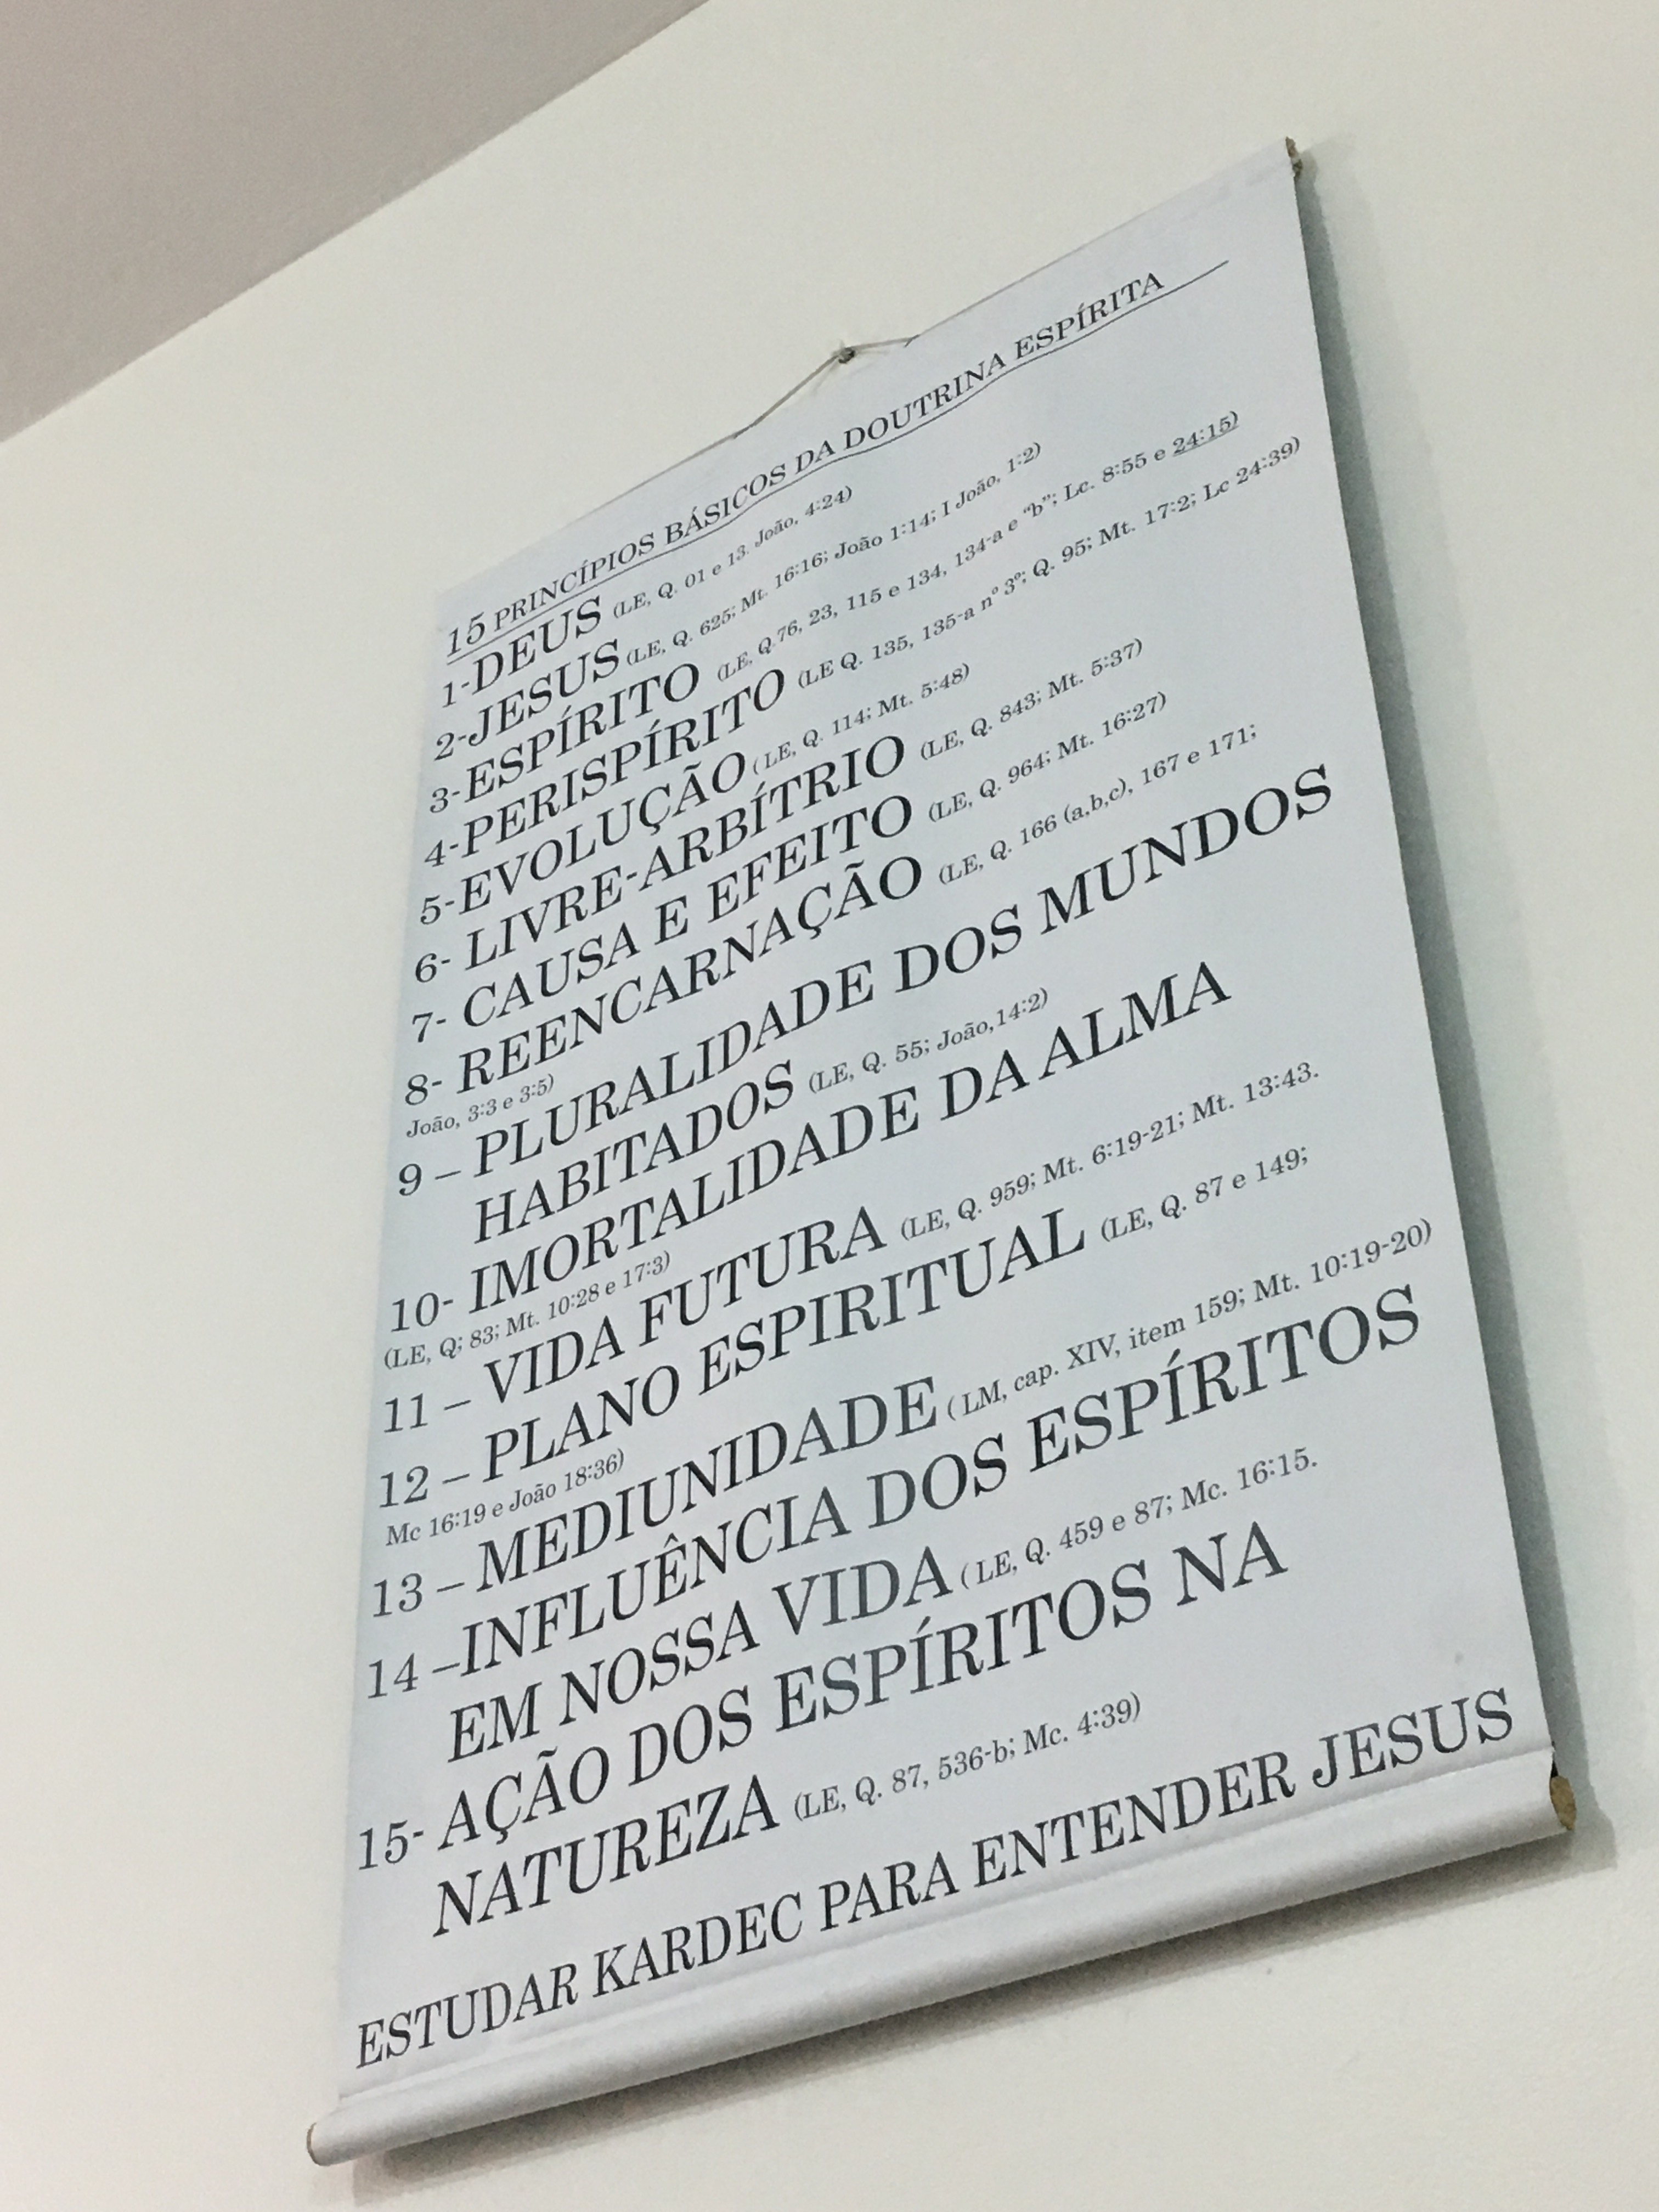 15 PRINCÍPIOS BÁSICOS DA DOUTRINA ESPÍRITA
1-DEUS (LE, Q. 01 e 13. João, 4:24)
2-JESUS (LE, Q. 625; Mt. 16:16; João 1:14; I João, 1:2)
3-ESPÍRITO (LE, Q.76, 23, 115 e 134, 134-a e "b"; Lc. 8:55 e 24:15)
4-PERISPÍRITO (LE Q. 135, 135-a nº 3º; Q. 95; Mt. 17:2; Lc 24:39)
5-EVOLUÇÃO ( LE, Q. 114; Mt. 5:48)
6- LIVRE-ARBÍTRIO (LE, Q. 843; Mt. 5:37)
7- CAUSA E EFEITO (LE, Q. 964; Mt. 16:27)
8- REENCARNAÇÃO (LE, Q. 166 (a,b,c), 167 e 171;
João, 3:3 e 3:5)
9 – PLURALIDADE DOS MUNDOS
HABITADOS (LE, Q. 55; João,14:2)
10- IMORTALIDADE DA ALMA
(LE, Q; 83; Mt. 10:28 e 17:3)
11 – VIDA FUTURA (LE, Q. 959; Mt. 6:19-21; Mt. 13:43.
12 – PLANO ESPIRITUAL (LE, Q. 87 e 149;
Mc 16:19 e João 18:36)
13 – MEDIUNIDADE ( LM, cap. XIV, item 159; Mt. 10:19-20)
14 –INFLUÊNCIA DOS ESPÍRITOS
EM NOSSA VIDA ( LE, Q. 459 e 87; Mc. 16:15.
15- AÇÃO DOS ESPÍRITOS NA
NATUREZA (LE, Q. 87, 536-b; Mc. 4:39)
ESTUDAR KARDEC PARA ENTENDER JESUS